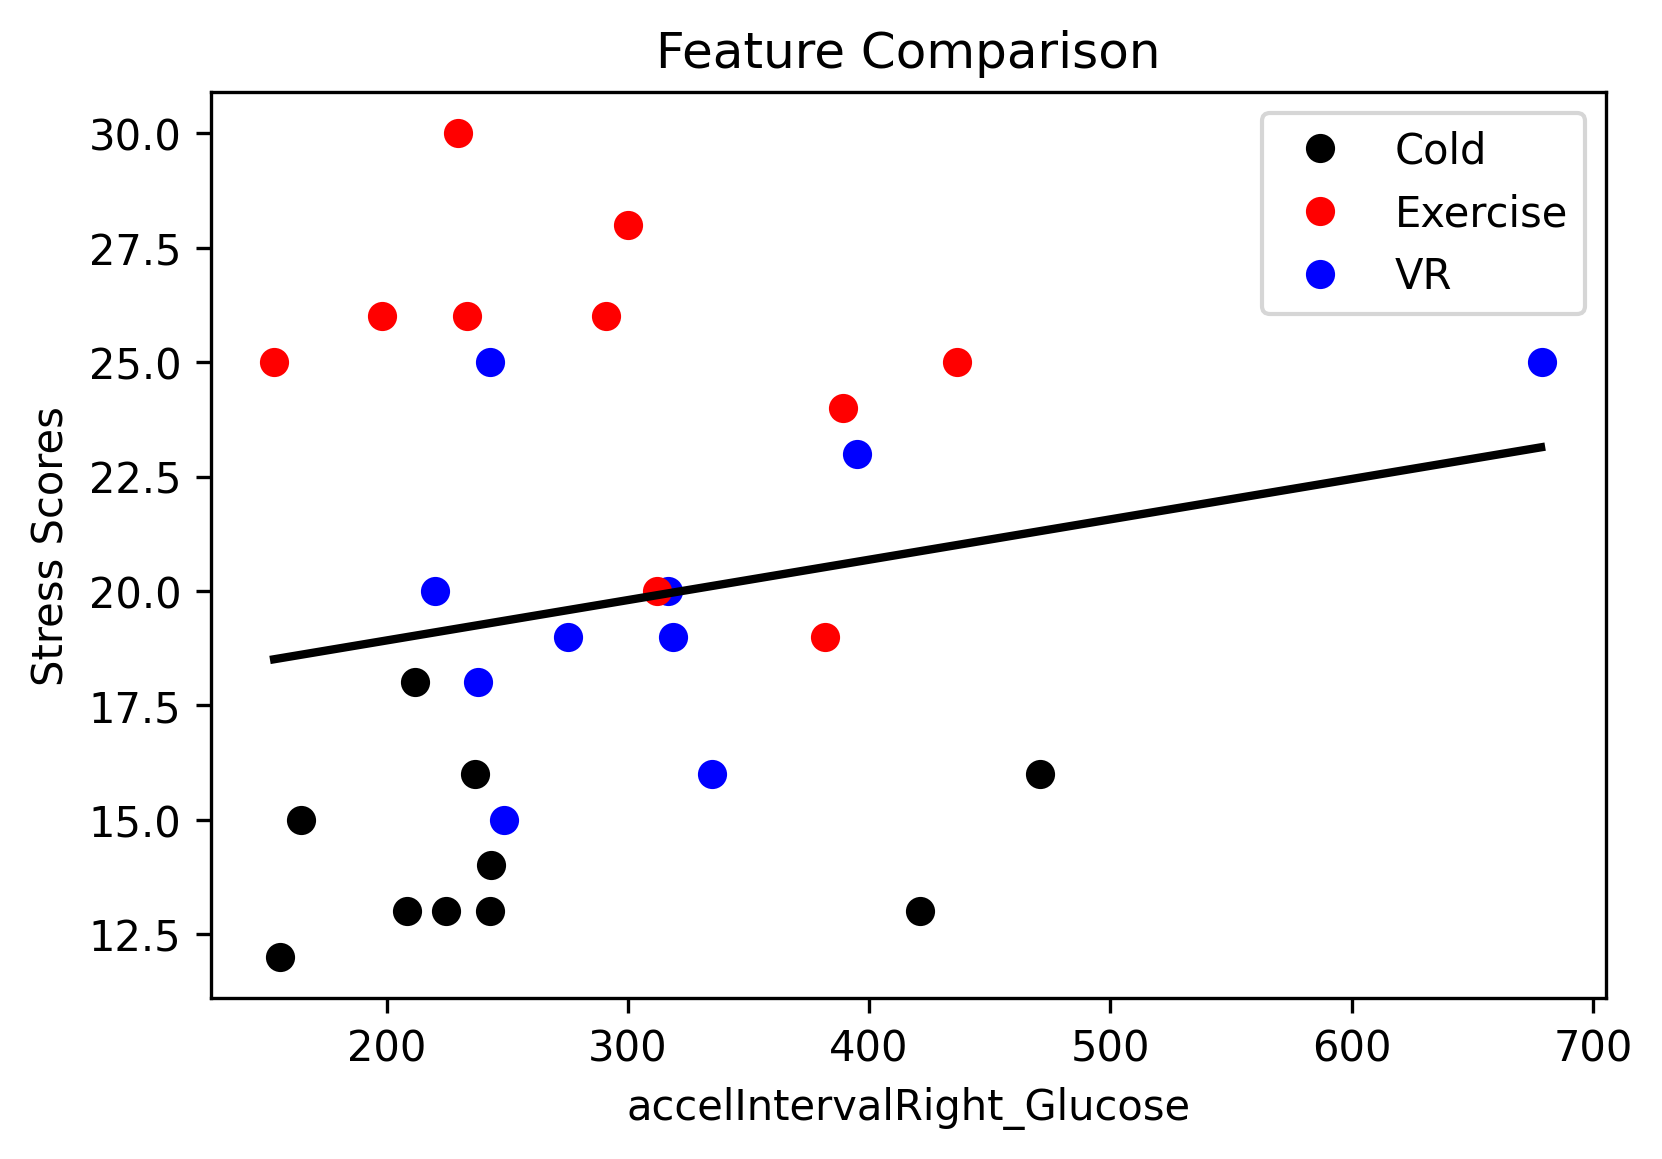 Feature Comparison
30.0
27.5
25.0
22.5
20.0
17.5
15.0
12.5
Stress Scores
Cold
Exercise
VR
200 300 400 500 600 700
accelIntervalRight_Glucose